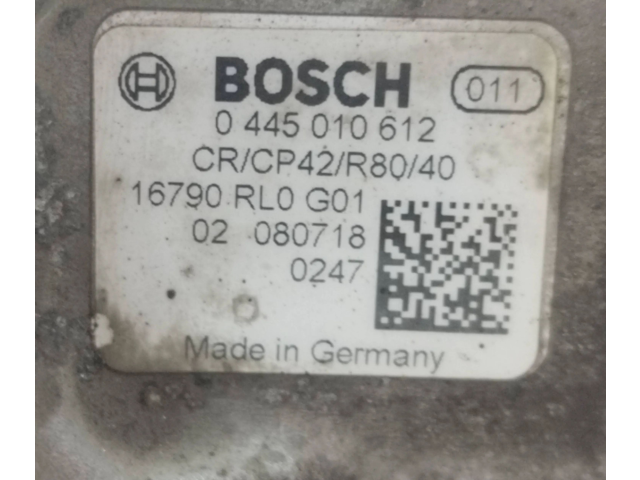 BOSCH 011
0 445 010 612
CR/CP42/R80/40
16790 RL0 G01
02 080718
0247
Made in Germany